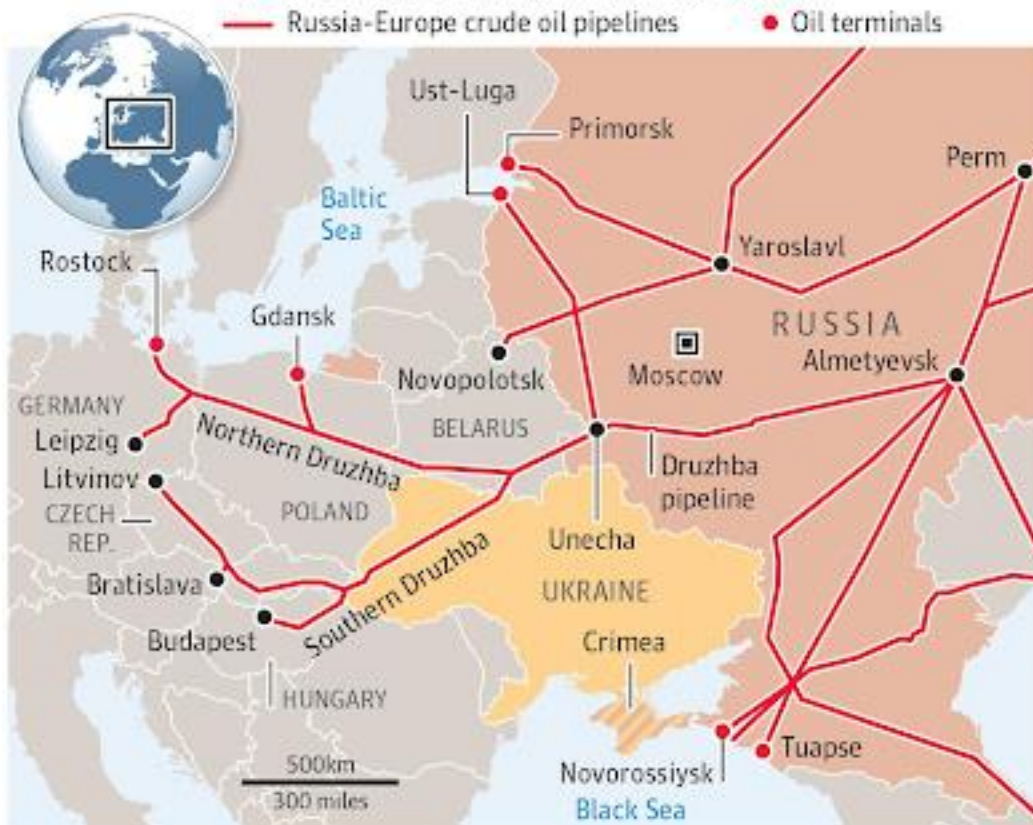 Russia-Europe crude oil pipelines
Oil terminals
Ust-Luga
Primorsk
Perm
Baltic
Sea
Yaroslavl
Rostock
Gdansk
RUSSIA
Almetyevsk
Moscow
Novopolotsk
GERMANY
BELARUS
Leipzig
Northern Druzhba
Litvinov
Druzhba
pipeline
CZECH
REP.
POLAND
Unecha
Bratislava
Southern Druzhba
UKRAINE
Budapest
Crimea
HUNGARY
500km
300 miles
Novorossiysk
Tuapse
Black Sea